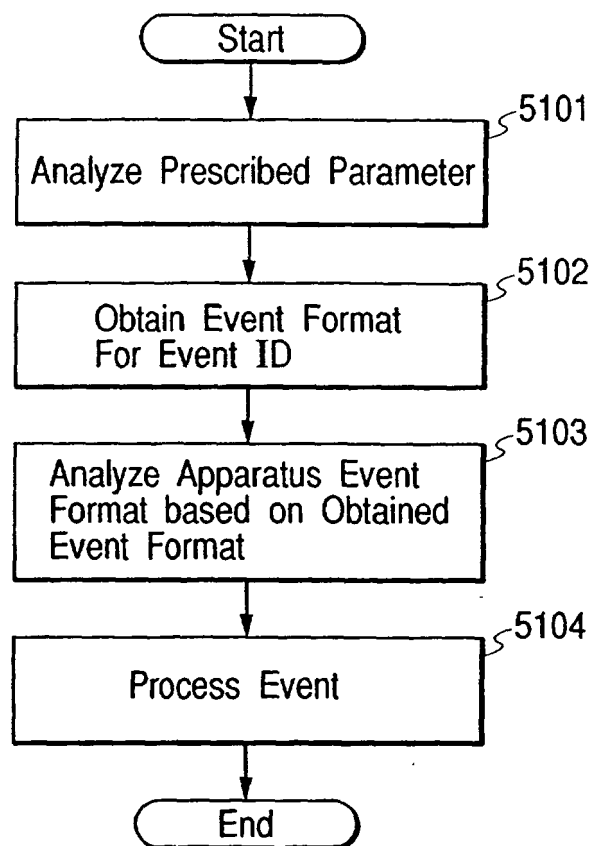 Start
5101
Analyze Prescribed Parameter
5102
Obtain Event Format
For Event ID
5103
Analyze Apparatus Event
Format based on Obtained
Event Format
5104
Process Event
End